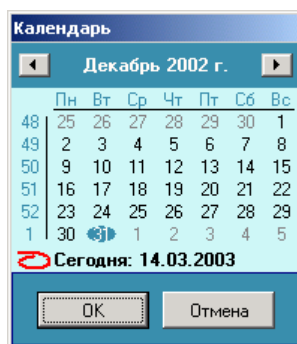 Календарь
Декабрь 2002 г.
Пн Вт Ср Чт Пт Сб Вс
48 25 26 27 28 29 30 1
49 2 3 4 5 6 7 8
50 9 10 11 12 13 14 15
51 16 17 18 19 20 21 22
52 23 24 25 26 27 28 29
1 30 31 1 2 3 4 5
Сегодня: 14.03.2003
OK Отмена